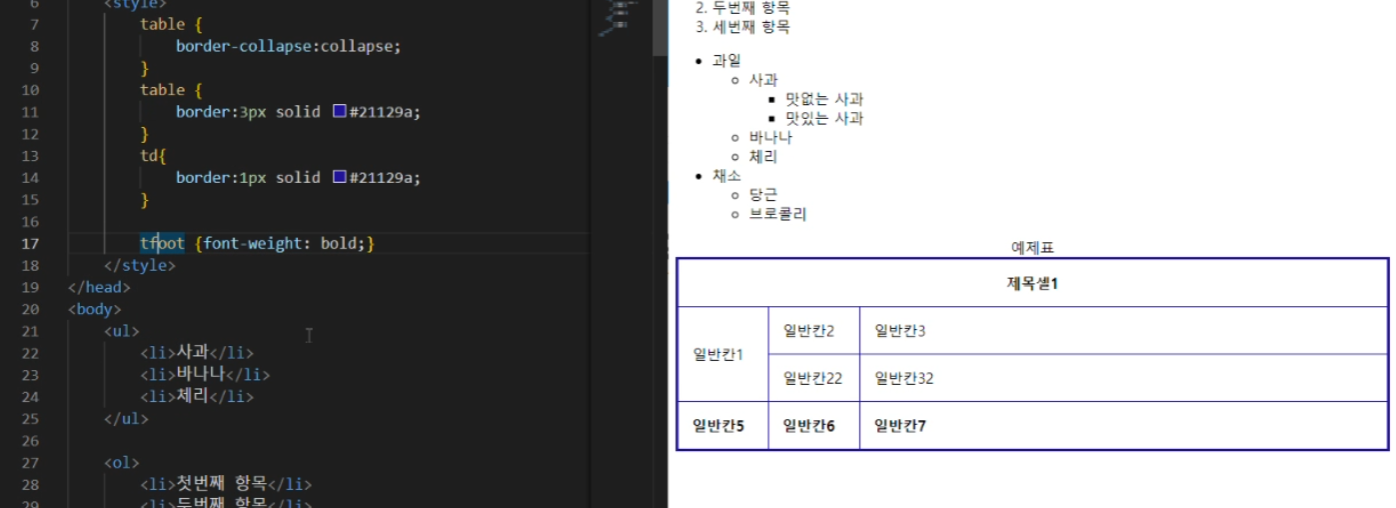 6 <style>
7 table {
8 border-collapse:collapse;
9 }
10 table {
11 border:3px solid #21129a;
12 }
13 td{
14 border:1px solid #21129a;
15 }
16
17 tfoot {font-weight: bold;}
18 </style>
19 </head>
20 <body>
21 <ul>
22 <li>사과</li>
23 <li>바나나</li>
24 <li>체리</li>
25 </ul>
26
27 <ol>
28 <li>첫번째 항목</li>
29 <li>두번째 항목</li>
2. 두번째 항목
3. 세번째 항목
과일
사과
맛없는 사과
맛있는 사과
바나나
체리
채소
당근
브로콜리
예제표
제목셀1
일반칸1
일반칸2 일반칸3
일반칸22 일반칸32
일반칸5 일반칸6 일반칸7